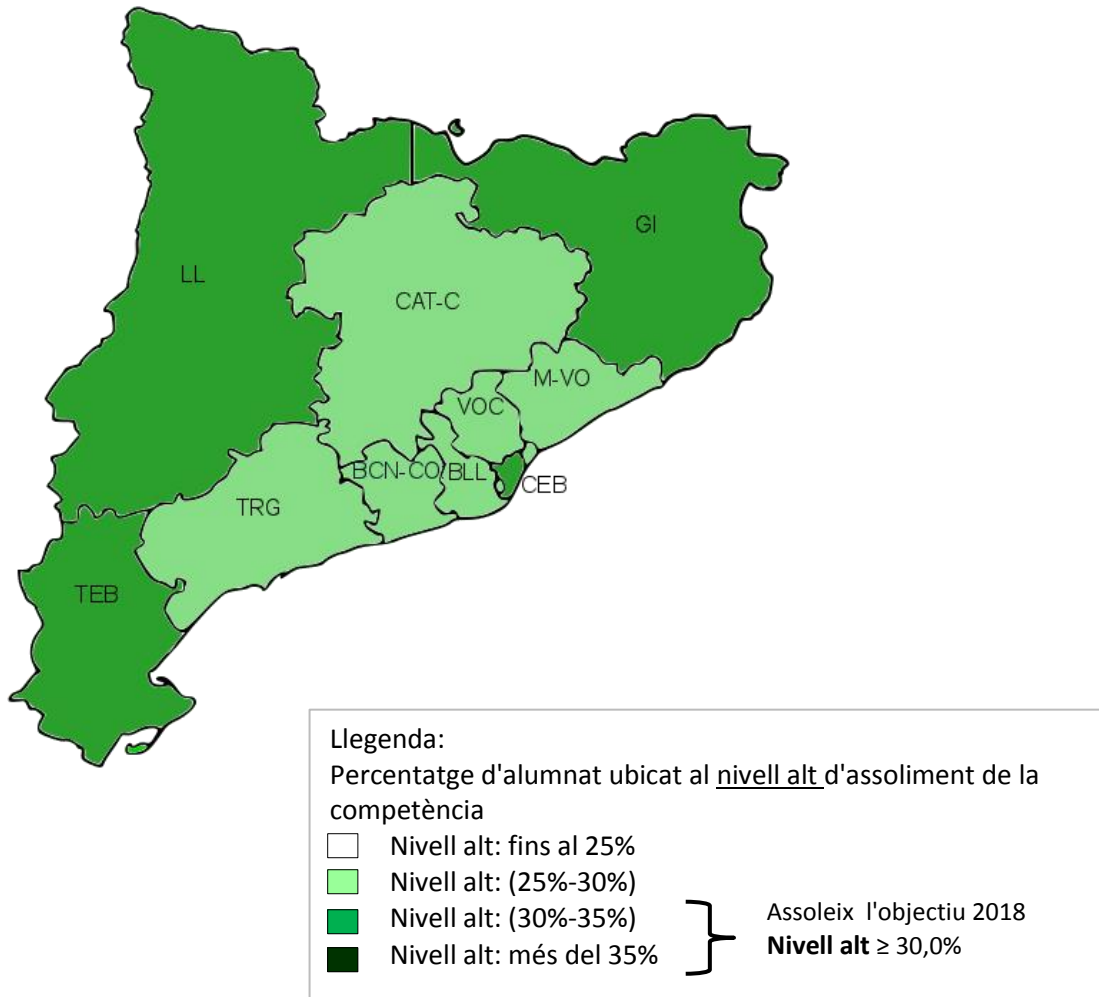 GI
LL
CAT-C
M-VO
VOC
BCN-CO
BLL
CEB
TRG
TEB
Llegenda:
Percentatge d'alumnat ubicat al nivell alt d'assoliment de la
competència
Nivell alt: fins al 25%
Nivell alt: (25%-30%)
Nivell alt: (30%-35%)
Nivell alt: més del 35%
Assoleix l'objectiu 2018
Nivell alt ≥ 30,0%